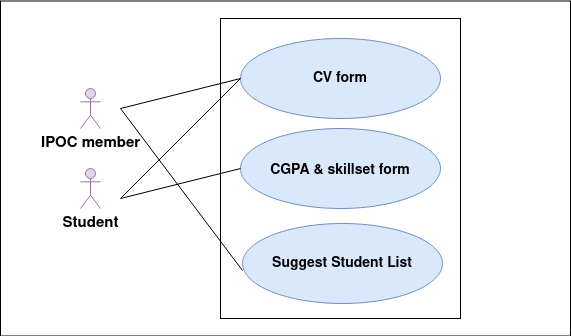 CV form
IPOC member
CGPA & skillset form
Student
Suggest Student List